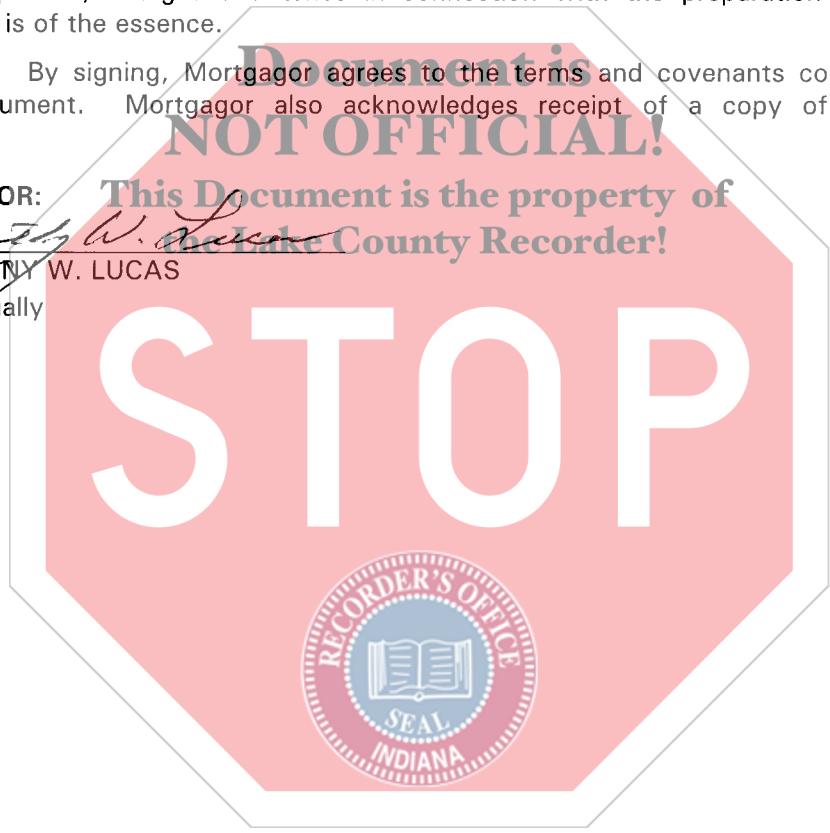 is of the essence.
Document is
By signing, Mortgagor agrees to the terms and covenants co
ument. Mortgagor also acknowledges receipt of a copy of
NOT OFFICIAL!
OR:
This Document is the property of
W. Lucas
the Lake County Recorder!
NY W. LUCAS
ally
STOP
RECORDER'S OFFICE
SEAL
INDIANA